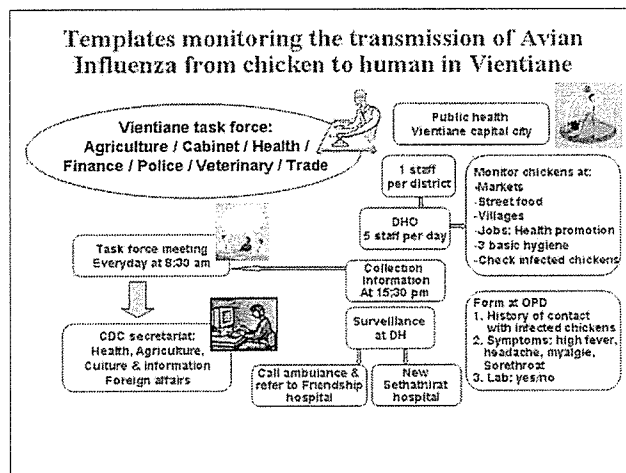 Templates monitoring the transmission of Avian
Influenza from chicken to human in Vientiane
Vientiane task force:
Agriculture / Cabinet / Health /
Finance / Police / Veterinary / Trade
Public health
Vientiane capital city
1 staff
per district
DHO
5 staff per day
Monitor chickens at:
-Markets
-Street food
-Villages
-Jobs: Health promotion
-3 basic hygiene
-Check infected chickens
Task force meeting
Everyday at 8:30 am
Collection
Information
At 15;30 pm
CDC secretariat:
Health, Agriculture,
Culture & Information
Foreign affairs
Surveillance
at DH
Call ambulance &
refer to Friendship
hospital
New
Sethathirat
hospital
Form at OPD
1. History of contact
with infected chickens
2. Symptoms: high fever,
headache, myalgie,
Sorethroat
3. Lab: yes/no